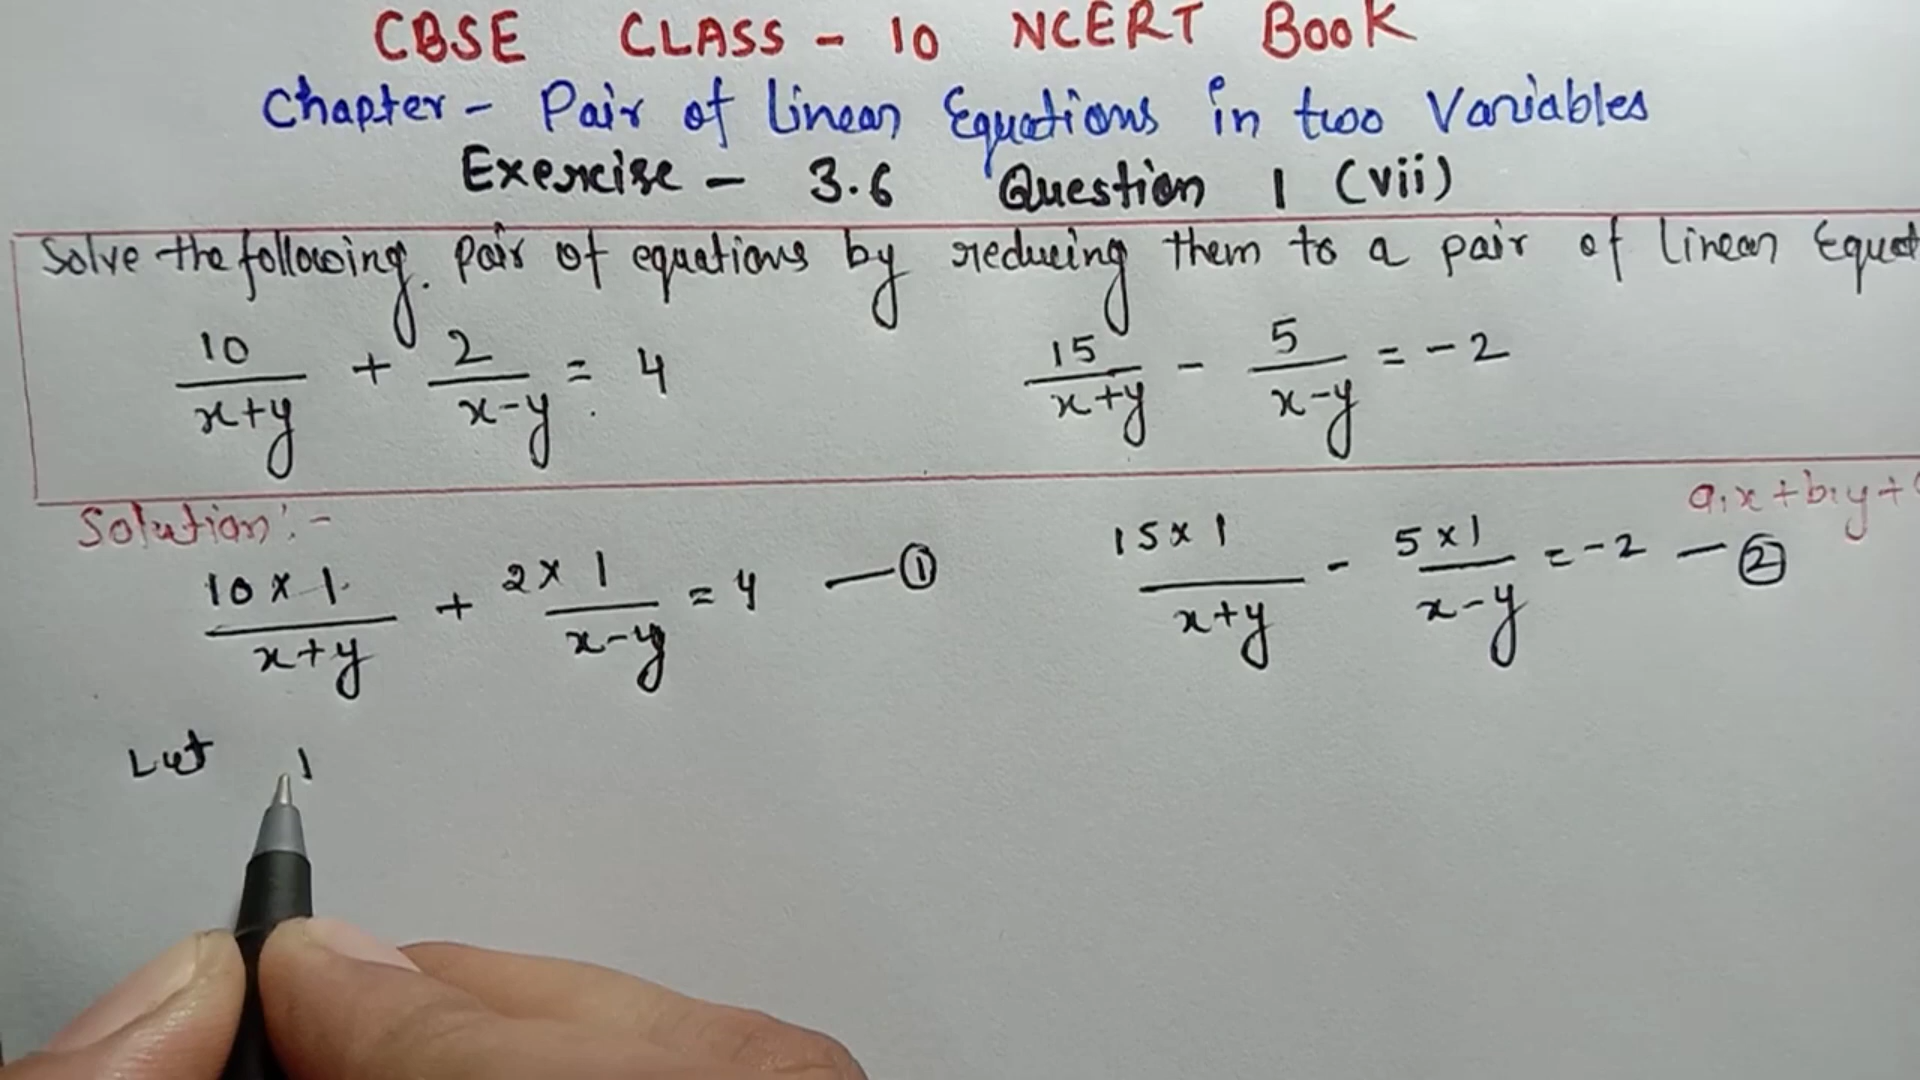 CBSE CLASS - 10 NCERT Book
Chapter - Pair of Linear Equations in two Variables
Exercise - 3.6 Question 1 (vii)
Solve the following pair of equations by reducing them to a pair of linear Equat
10/(x+y) + 2/(x-y) = 4   15/(x+y) - 5/(x-y) = -2
Solution:-
a₁x+b₁y+
(10×1)/(x+y) + (2×1)/(x-y) = 4 — ①   (15×1)/(x+y) - (5×1)/(x-y) = -2 — ②
Let 1